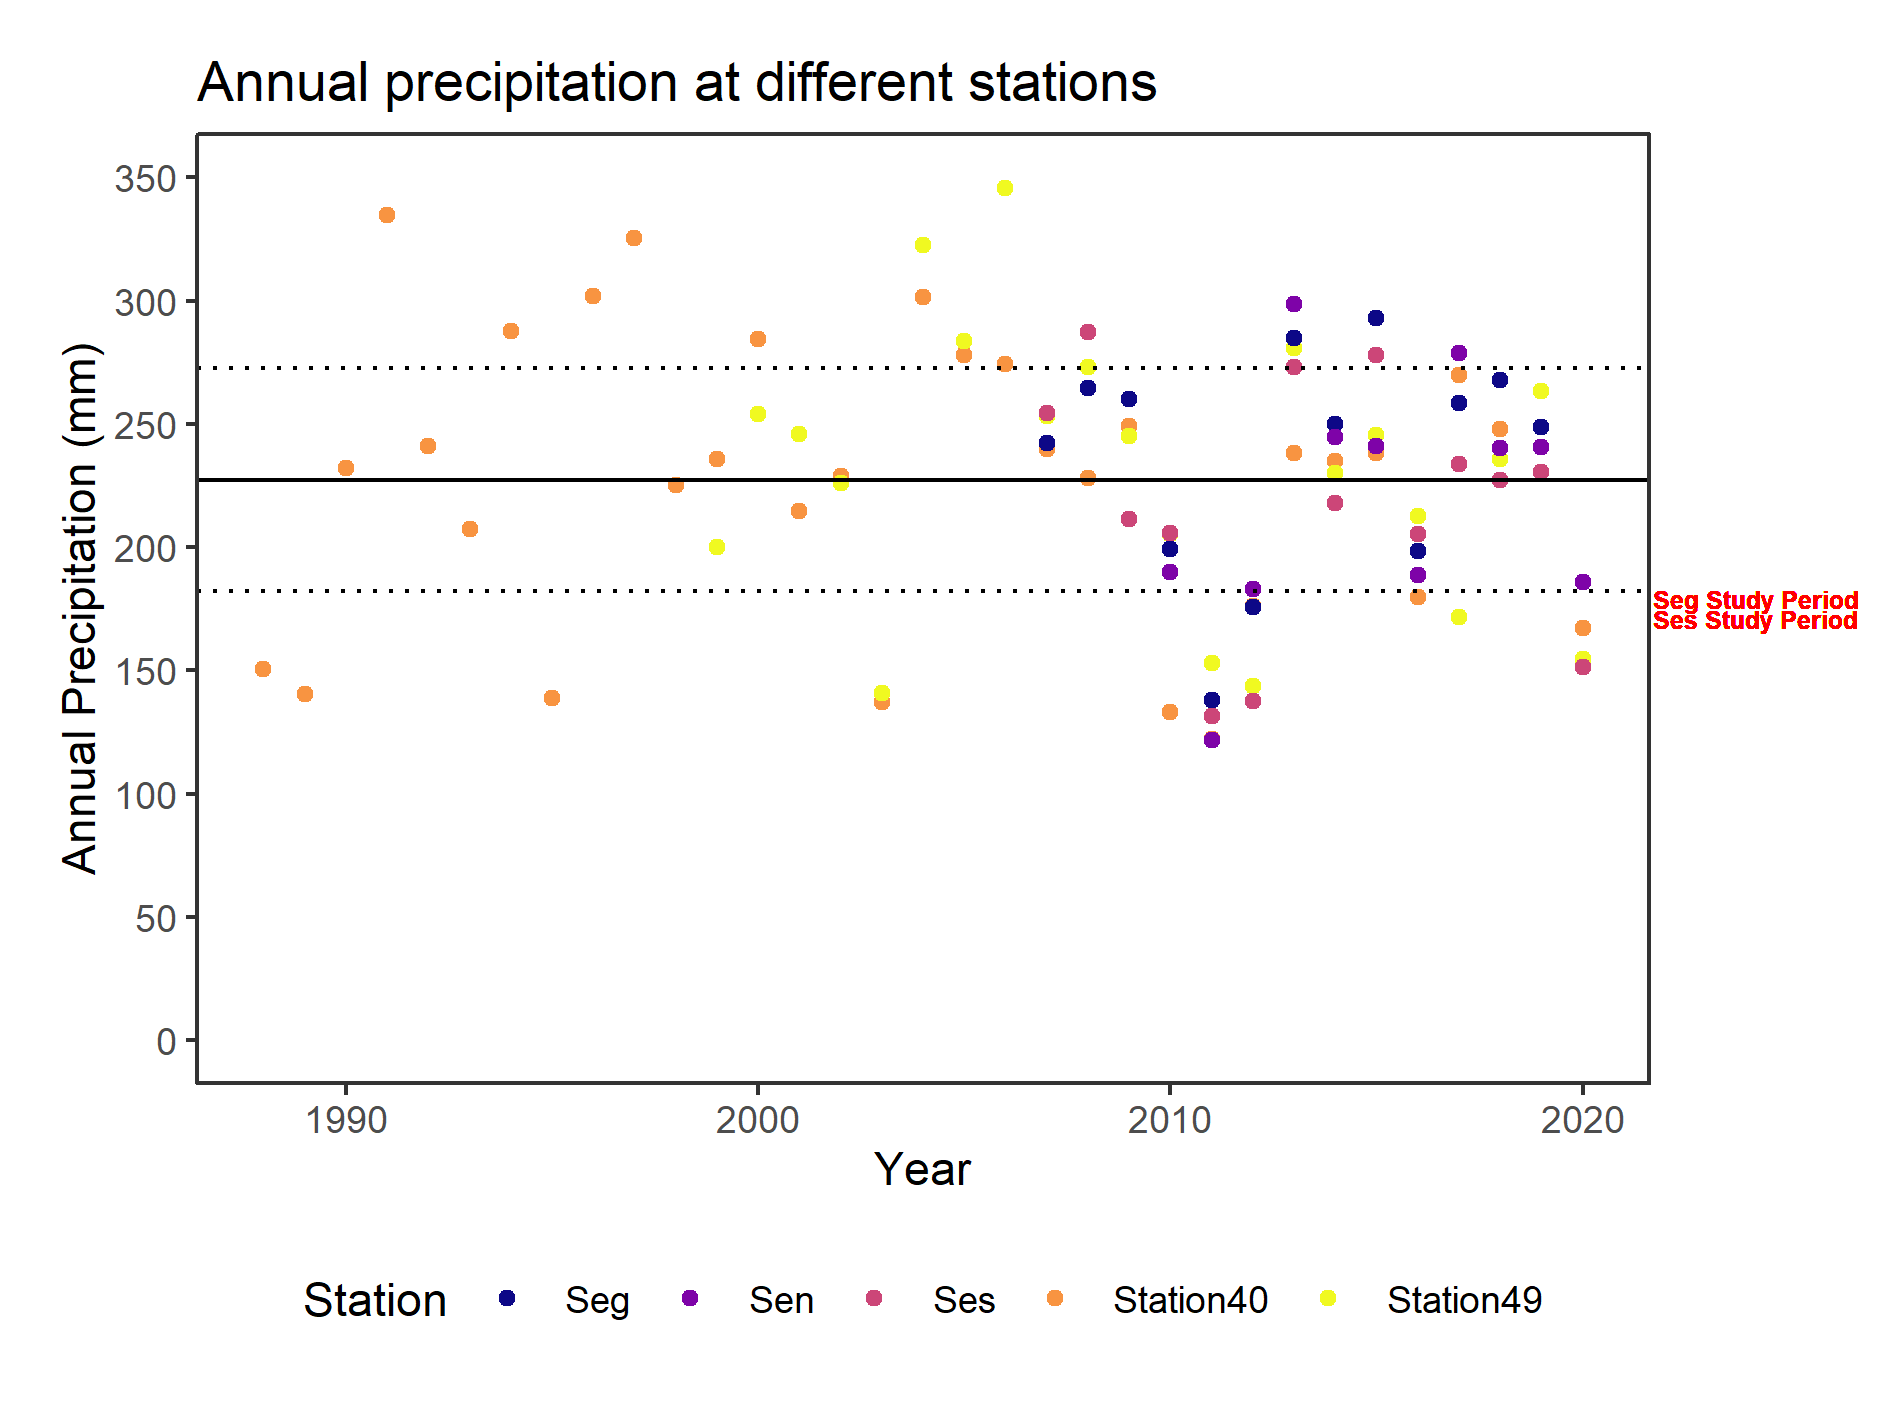 Annual precipitation at different stations
Annual Precipitation (mm)
350
300
250
200
150
100
50
0
Seg Study Period
Ses Study Period
1990 2000 2010 2020
Year
Station Seg Sen Ses Station40 Station49